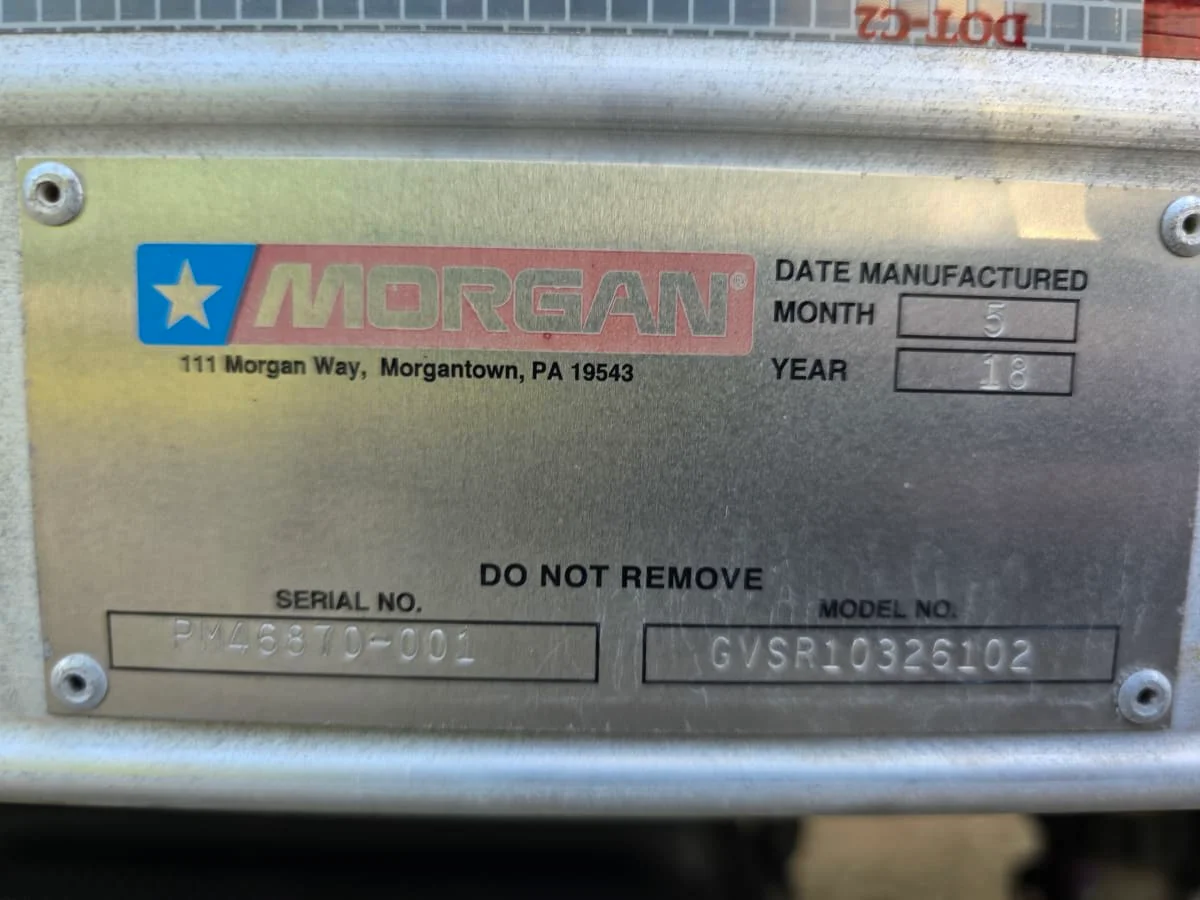 DOT-C2
MORGAN®
111 Morgan Way, Morgantown, PA 19543
DATE MANUFACTURED
MONTH 5
YEAR 18
DO NOT REMOVE
SERIAL NO.
PM46870-001
MODEL NO.
GVSR10326102